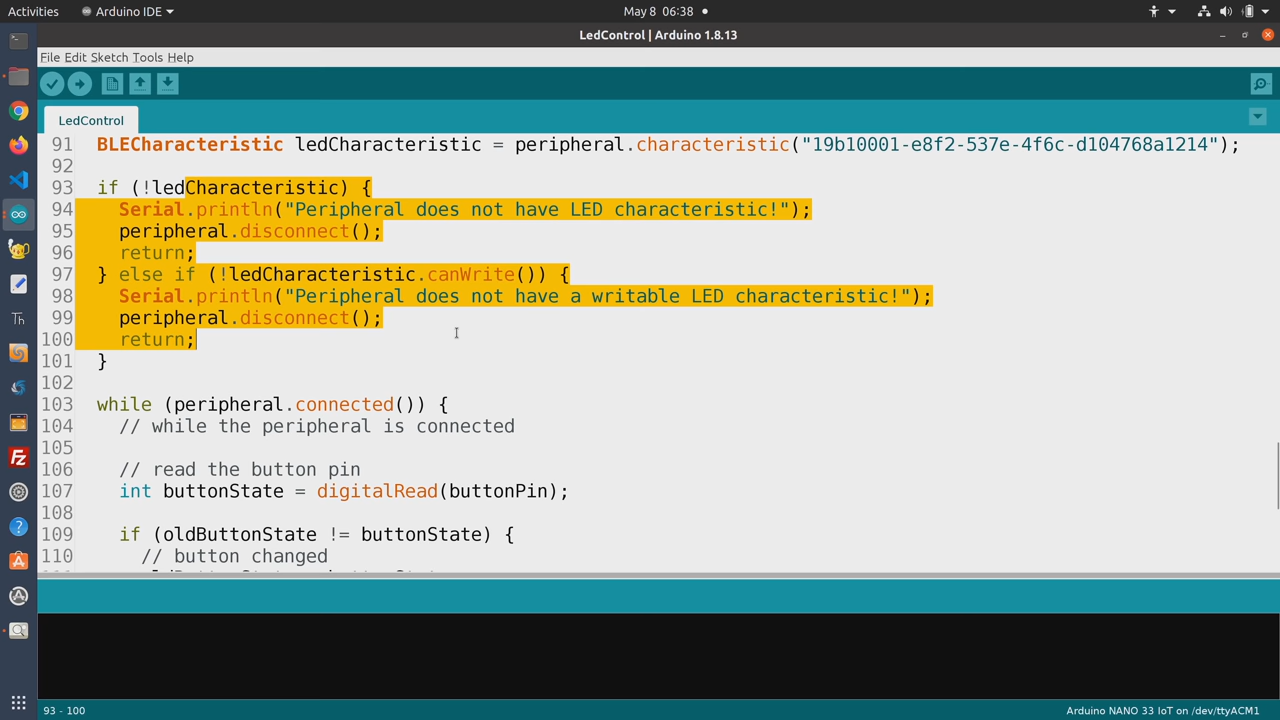 Activities Arduino IDE May 8 06:38
LedControl | Arduino 1.8.13
File Edit Sketch Tools Help
LedControl
91 BLECharacteristic ledCharacteristic = peripheral.characteristic("19b10001-e8f2-537e-4f6c-d104768a1214");
92
93 if (!ledCharacteristic) {
94 Serial.println("Peripheral does not have LED characteristic!");
95 peripheral.disconnect();
96 return;
97 } else if (!ledCharacteristic.canWrite()) {
98 Serial.println("Peripheral does not have a writable LED characteristic!");
99 peripheral.disconnect();
100 return;
101 }
102
103 while (peripheral.connected()) {
104 // while the peripheral is connected
105
106 // read the button pin
107 int buttonState = digitalRead(buttonPin);
108
109 if (oldButtonState != buttonState) {
110 // button changed
Th
Fz
93 - 100 Arduino NANO 33 IoT on /dev/ttyACM1